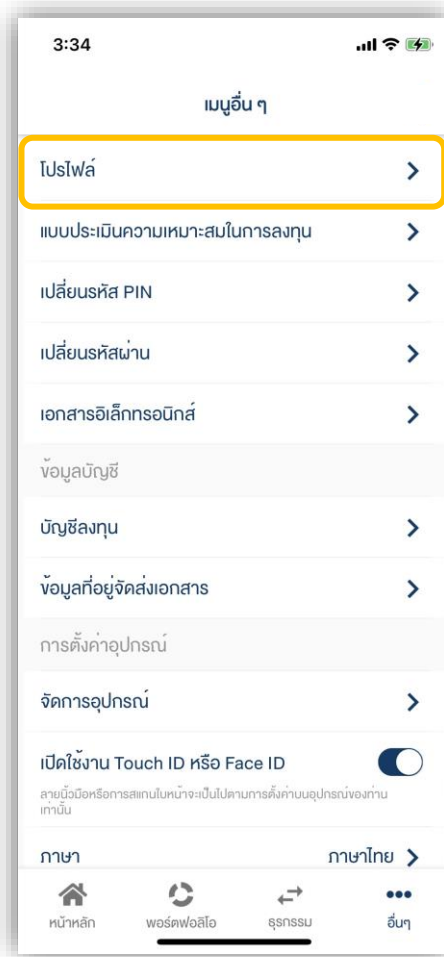 3:34
เมนูอื่น ๆ
โปรไฟล์
แบบประเมินความเหมาะสมในการลงทุน
เปลี่ยนรหัส PIN
เปลี่ยนรหัสผ่าน
เอกสารอิเล็กทรอนิกส์
ข้อมูลบัญชี
บัญชีลงทุน
ข้อมูลที่อยู่จัดส่งเอกสาร
การตั้งค่าอุปกรณ์
จัดการอุปกรณ์
เปิดใช้งาน Touch ID หรือ Face ID
ลายนิ้วมือหรือการสแกนใบหน้าจะเป็นไปตามการตั้งค่าบนอุปกรณ์ของท่าน
เท่านั้น
ภาษา ภาษาไทย
หน้าหลัก พอร์ตฟอลิโอ ธุรกรรม อื่นๆ